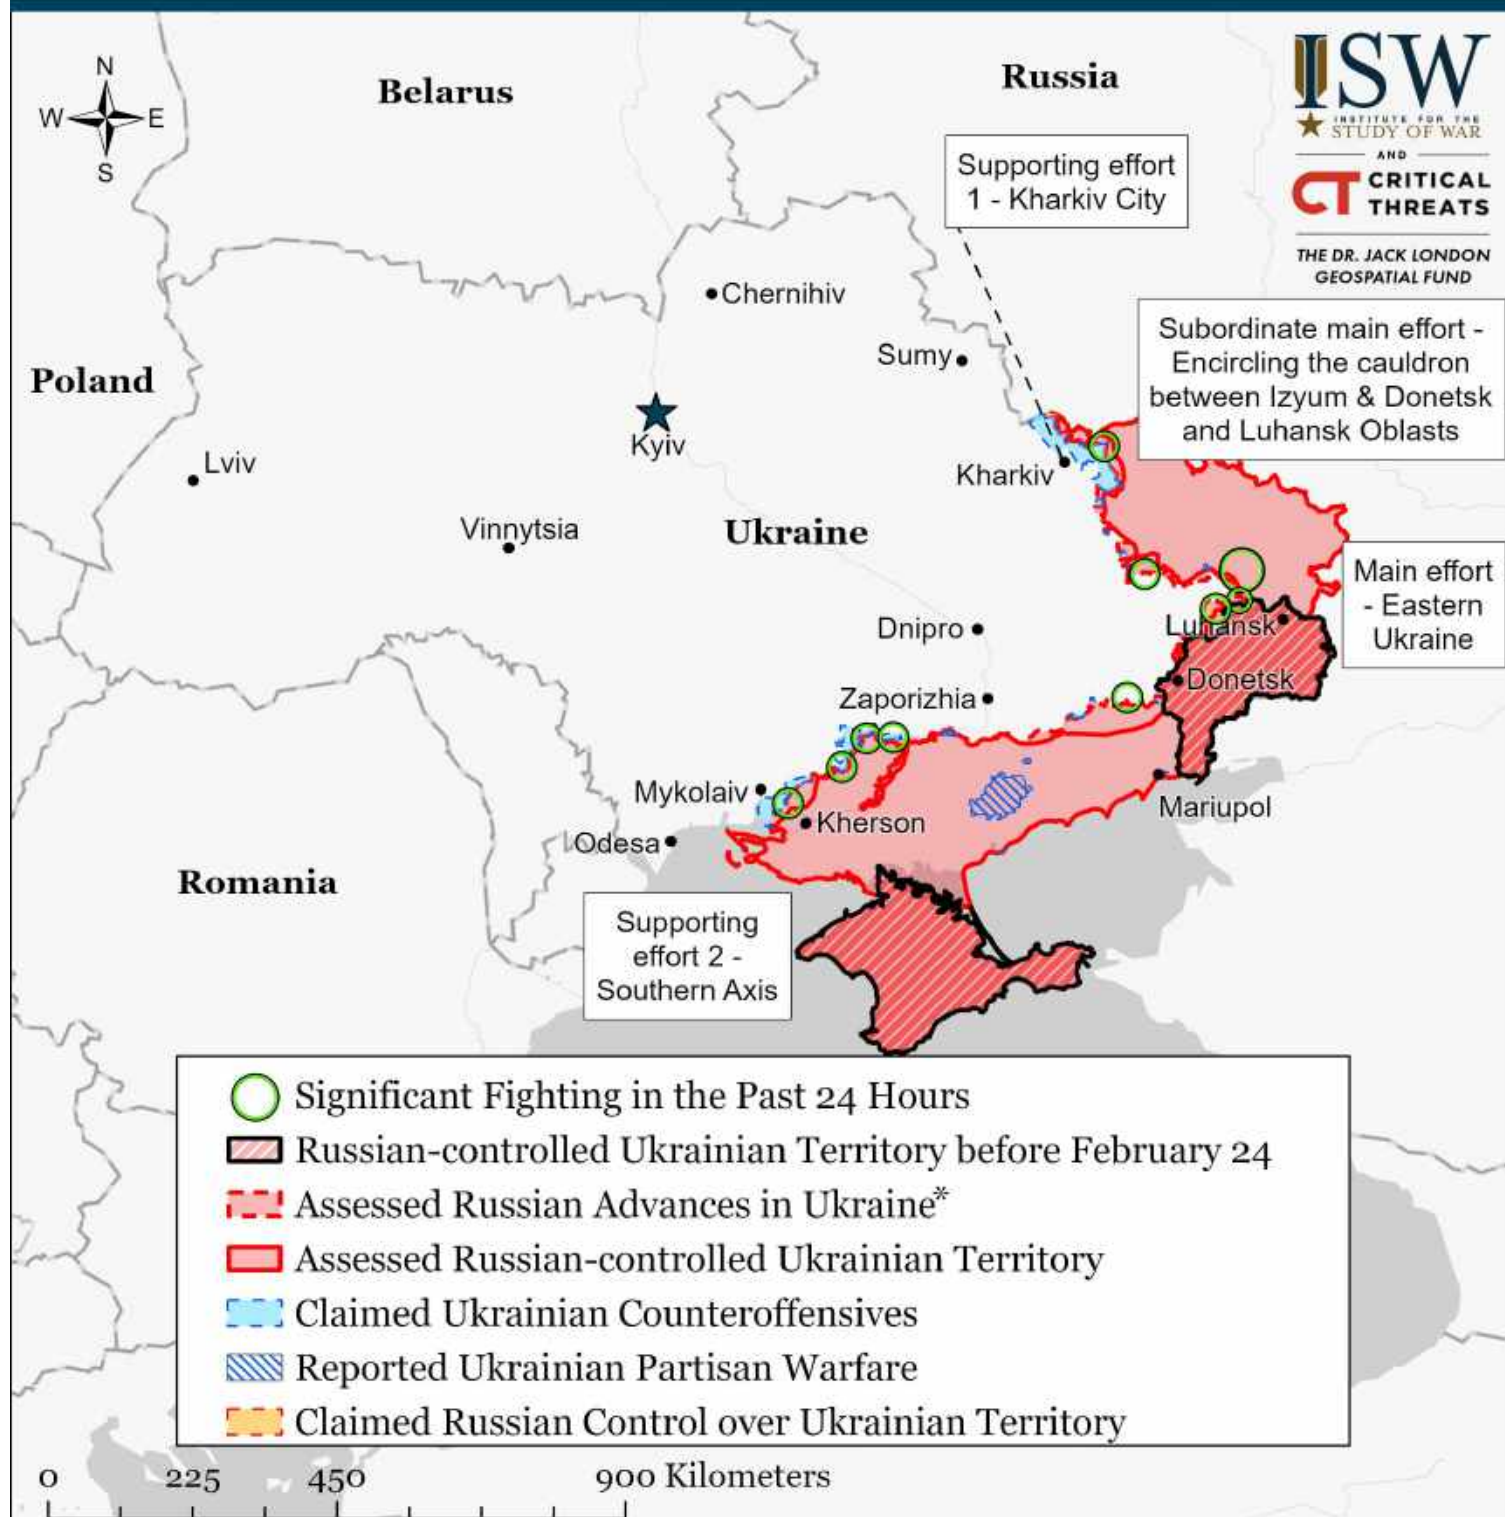 N
W E
S
Belarus
Russia
ISW
INSTITUTE FOR THE
STUDY OF WAR
AND
CT CRITICAL
THREATS
THE DR. JACK LONDON
GEOSPATIAL FUND
Supporting effort
1 - Kharkiv City
Chernihiv
Sumy
Subordinate main effort -
Encircling the cauldron
between Izyum & Donetsk
and Luhansk Oblasts
Poland
Kyiv
Lviv
Kharkiv
Vinnytsia
Ukraine
Main effort
- Eastern
Ukraine
Dnipro
Luhansk
Donetsk
Zaporizhia
Mykolaiv
Mariupol
Kherson
Odesa
Romania
Supporting
effort 2 -
Southern Axis
Significant Fighting in the Past 24 Hours
Russian-controlled Ukrainian Territory before February 24
Assessed Russian Advances in Ukraine*
Assessed Russian-controlled Ukrainian Territory
Claimed Ukrainian Counteroffensives
Reported Ukrainian Partisan Warfare
Claimed Russian Control over Ukrainian Territory
0 225 450 900 Kilometers